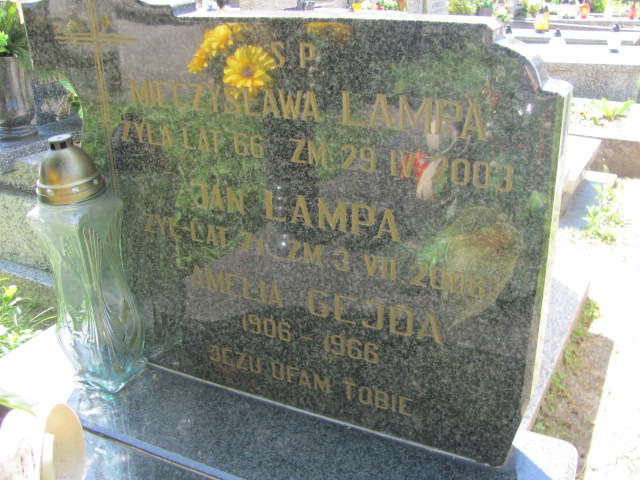 Ś P
MIECZYSŁAWA LAMPA
ŻYŁA LAT 66 ZM 29 IV 2003
JAN LAMPA
ŻYŁ LAT 71 ZM 3 VII 2006
AMELIA GEJDA
1906 - 1966
JEZU UFAM TOBIE